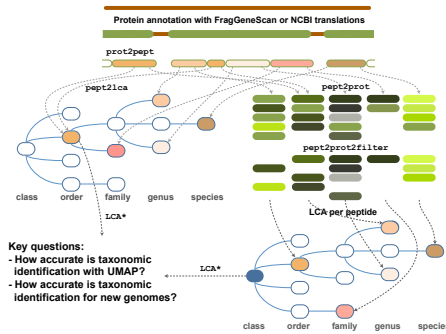 Protein annotation with FragGeneScan or NCBI translations
prot2pept
pept2lca
pept2prot
pept2prot2filter
class order family genus species
LCA*
LCA per peptide
Key questions:
- How accurate is taxonomic
identification with UMAP?
- How accurate is taxonomic
identification for new genomes?
LCA*
class order family genus specie